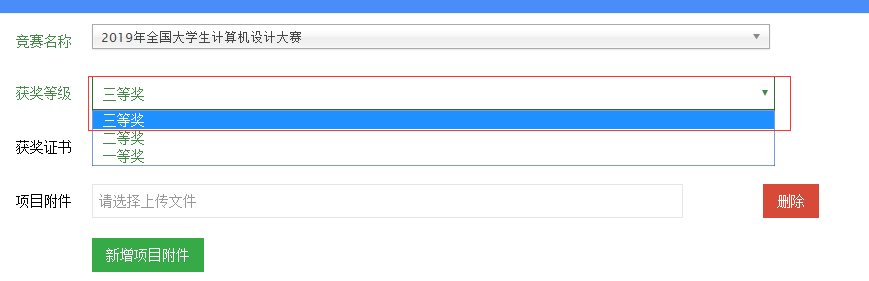 竞赛名称 2019年全国大学生计算机设计大赛
获奖等级 三等奖
三等奖
二等奖
获奖证书
一等奖
项目附件 请选择上传文件 删除
新增项目附件